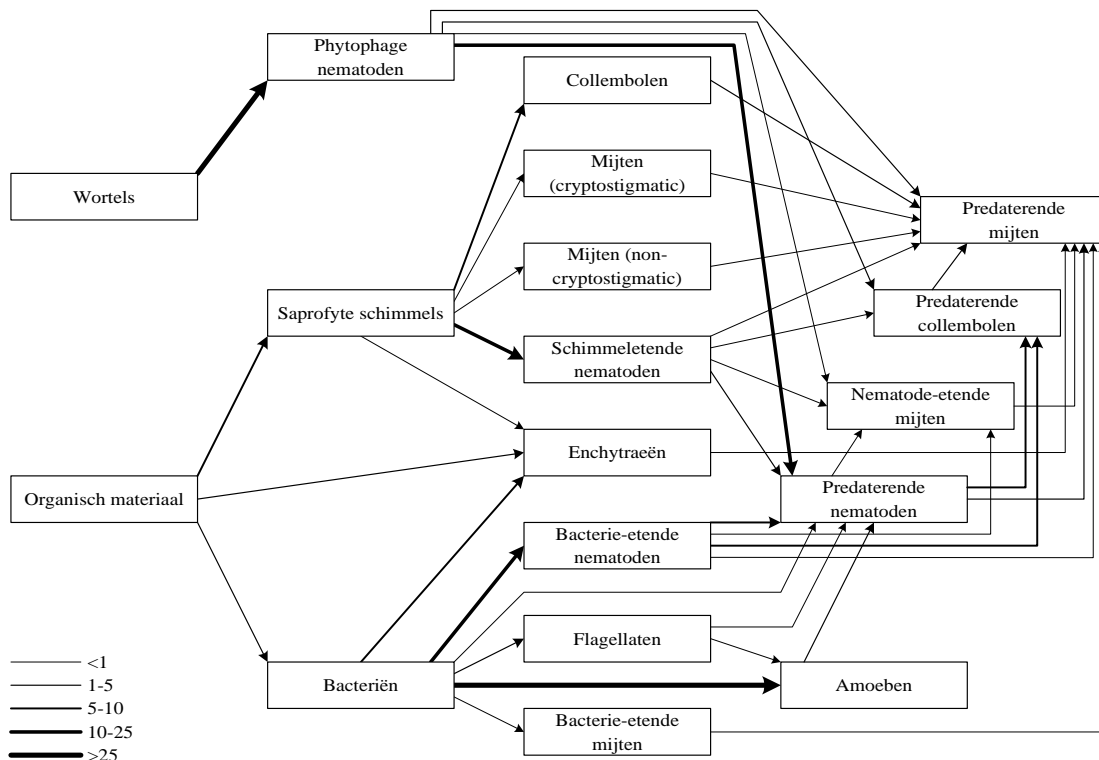 Phytophage
nematoden
Collembolen
Wortels
Mijten
(cryptostigmatic)
Predaterende
mijten
Mijten (non-
cryptostigmatic)
Saprofyte schimmels
Predaterende
collembolen
Schimmeletende
nematoden
Nematode-etende
mijten
Enchytraeën
Organisch materiaal
Predaterende
nematoden
Bacterie-etende
nematoden
Flagellaten
Bacteriën
Amoeben
Bacterie-etende
mijten
<1
1-5
5-10
10-25
>25